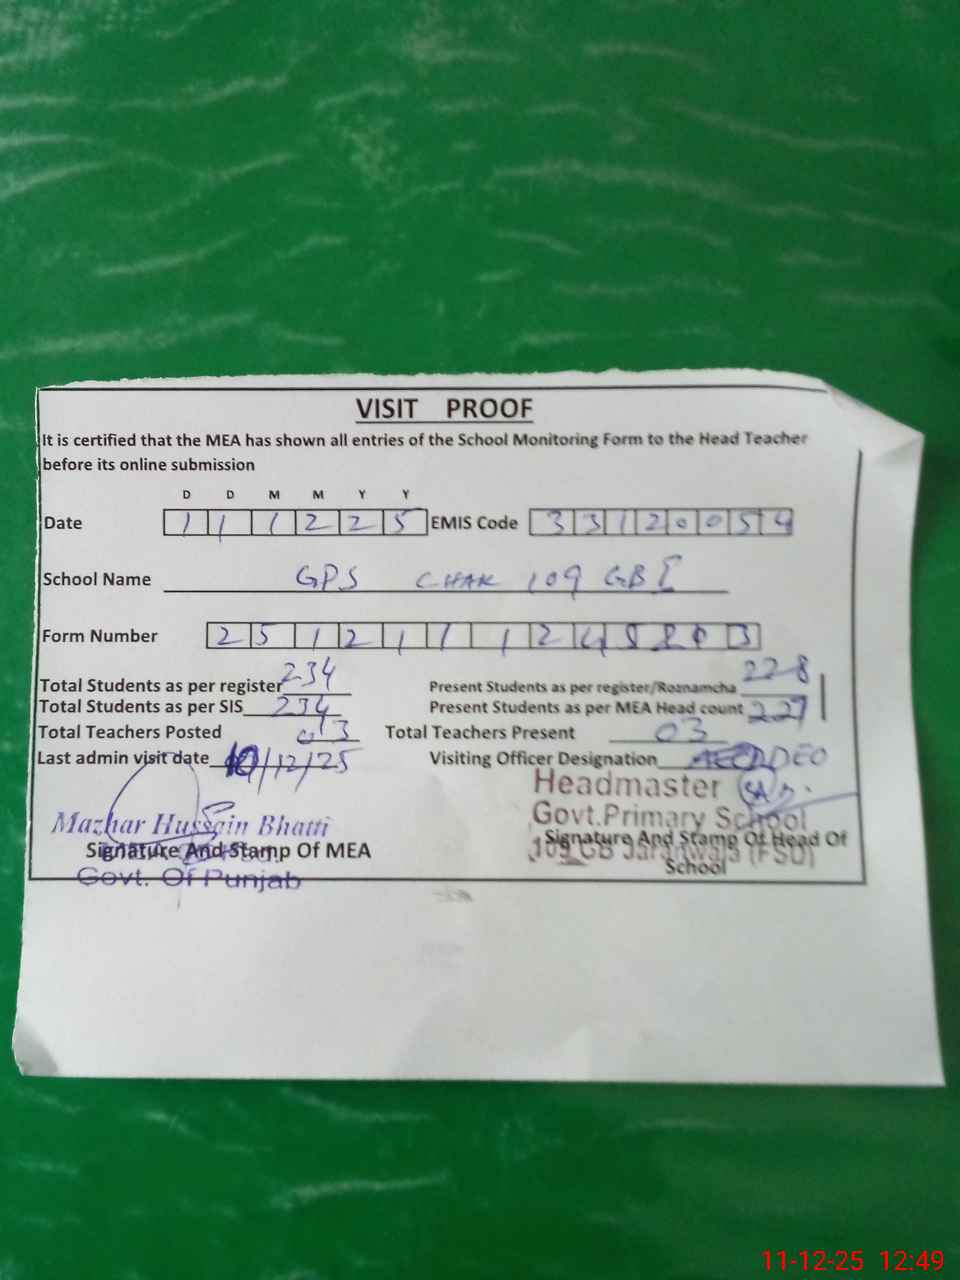 VISIT PROOF
It is certified that the MEA has shown all entries of the School Monitoring Form to the Head Teacher
before its online submission
D D M M Y Y
Date 1 1 1 2 2 5 EMIS Code 3 3 1 2 0 0 5 4
School Name GPS CHAK 109 GB I
Form Number 2 5 1 2 1 1 1 2 4 5 2 0 3
Total Students as per register 234 Present Students as per register/Roznamcha 228
Total Students as per SIS 234 Present Students as per MEA Head count 227
Total Teachers Posted 03 Total Teachers Present 03
Last admin visit date 10/12/25 Visiting Officer Designation DDEO
Headmaster
Mazhar Hussain Bhatti Govt.Primary School
Signature And Stamp Of MEA Signature And Stamp Of Head Of
School
109 GB Jaranwala (FSD)
Govt. Of Punjab
11-12-25 12:49